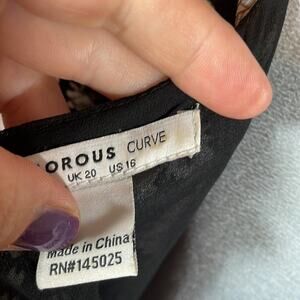 OROUS CURVE
UK 20 US 16
Made in China
RN#145025